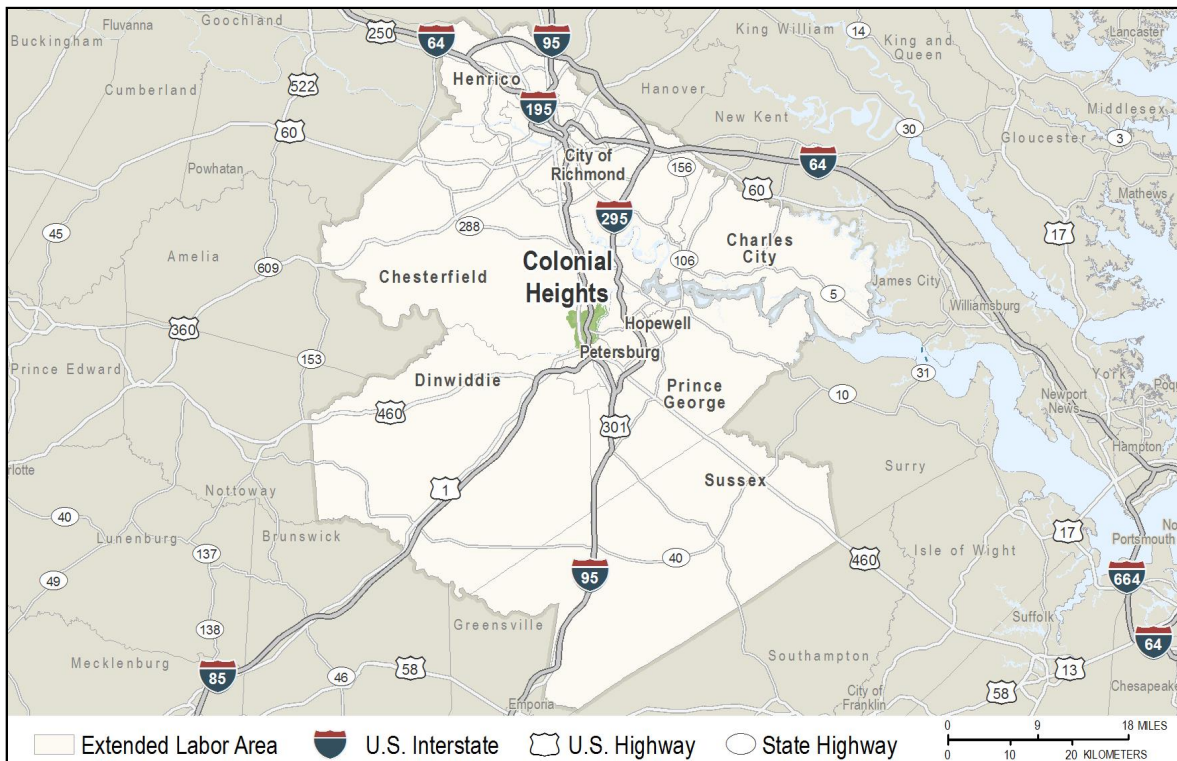 Fluvanna
Goochland
Buckingham
250
64
95
King William
14
King and
Queen
Lancaster
Henrico
Hanover
522
Cumberland
195
Middlesex
New Kent
30
Gloucester
3
60
Powhatan
City of
Richmond
156
64
60
Mathews
295
17
45
288
Charles
City
Amelia
609
Chesterfield
Colonial
Heights
106
5
James City
Williamsburg
360
Hopewell
153
Petersburg
Prince Edward
Dinwiddie
Prince
George
31
York
Poq
10
Newport
News
460
301
Hampton
rlotte
Surry
Sussex
1
Nottoway
40
Lunenburg
137
Brunswick
17
No
Portsmouth
Isle of Wight
40
460
49
95
664
Greensville
138
Suffolk
Mecklenburg
85
58
46
Southampton
64
13
City of
Franklin
58
Chesapeake
Emporia
Extended Labor Area
U.S. Interstate
U.S. Highway
State Highway
0 9 18 MILES
0 10 20 KILOMETERS